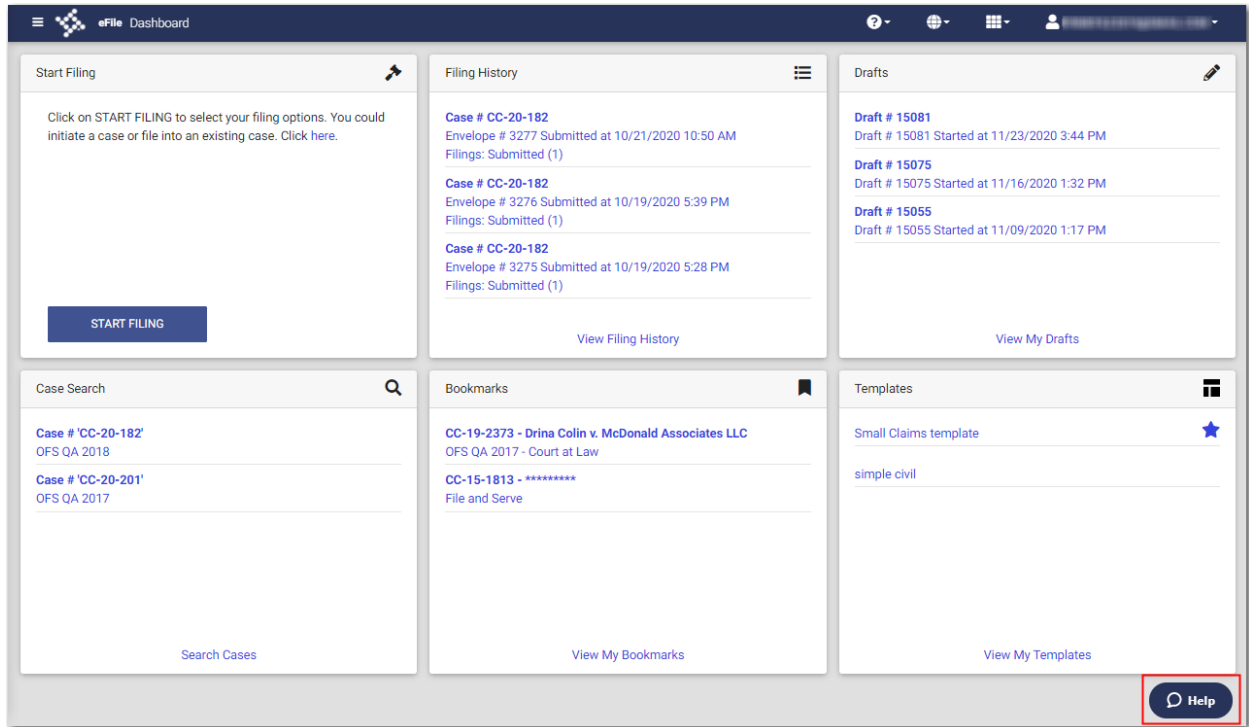 eFile Dashboard
Start Filing
Click on START FILING to select your filing options. You could
initiate a case or file into an existing case. Click here.
START FILING
Filing History
Case # CC-20-182
Envelope # 3277 Submitted at 10/21/2020 10:50 AM
Filings: Submitted (1)
Case # CC-20-182
Envelope # 3276 Submitted at 10/19/2020 5:39 PM
Filings: Submitted (1)
Case # CC-20-182
Envelope # 3275 Submitted at 10/19/2020 5:28 PM
Filings: Submitted (1)
View Filing History
Drafts
Draft # 15081
Draft # 15081 Started at 11/23/2020 3:44 PM
Draft # 15075
Draft # 15075 Started at 11/16/2020 1:32 PM
Draft # 15055
Draft # 15055 Started at 11/09/2020 1:17 PM
View My Drafts
Case Search
Case # 'CC-20-182'
OFS QA 2018
Case # 'CC-20-201'
OFS QA 2017
Search Cases
Bookmarks
CC-19-2373 - Drina Colin v. McDonald Associates LLC
OFS QA 2017 - Court at Law
CC-15-1813 - *********
File and Serve
View My Bookmarks
Templates
Small Claims template
simple civil
View My Templates
Help